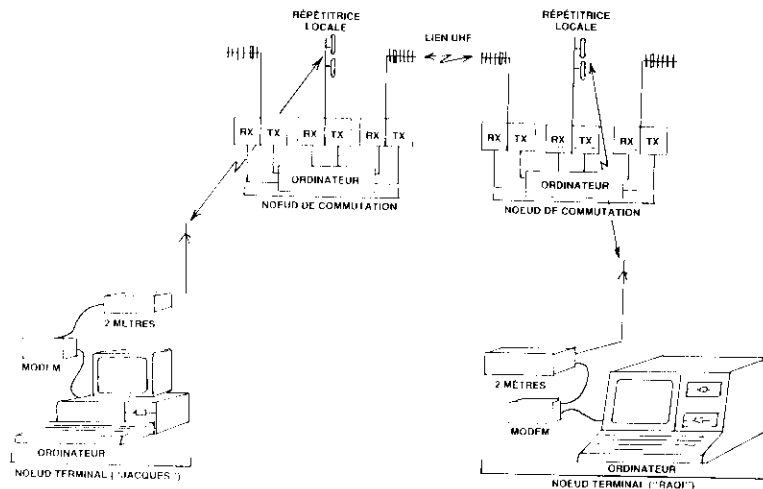 RÉPÉTITRICE
LOCALE
LIEN UHF
RÉPÉTITRICE
LOCALE
RX TX RX TX RX TX
ORDINATEUR
NOEUD DE COMMUTATION
RX TX RX TX RX TX
ORDINATEUR
NOEUD DE COMMUTATION
2 MÈTRES
MODEM
ORDINATEUR
NOEUD TERMINAL ("JACQUES")
2 MÈTRES
MODEM
ORDINATEUR
NOEUD TERMINAL ("RAQI")